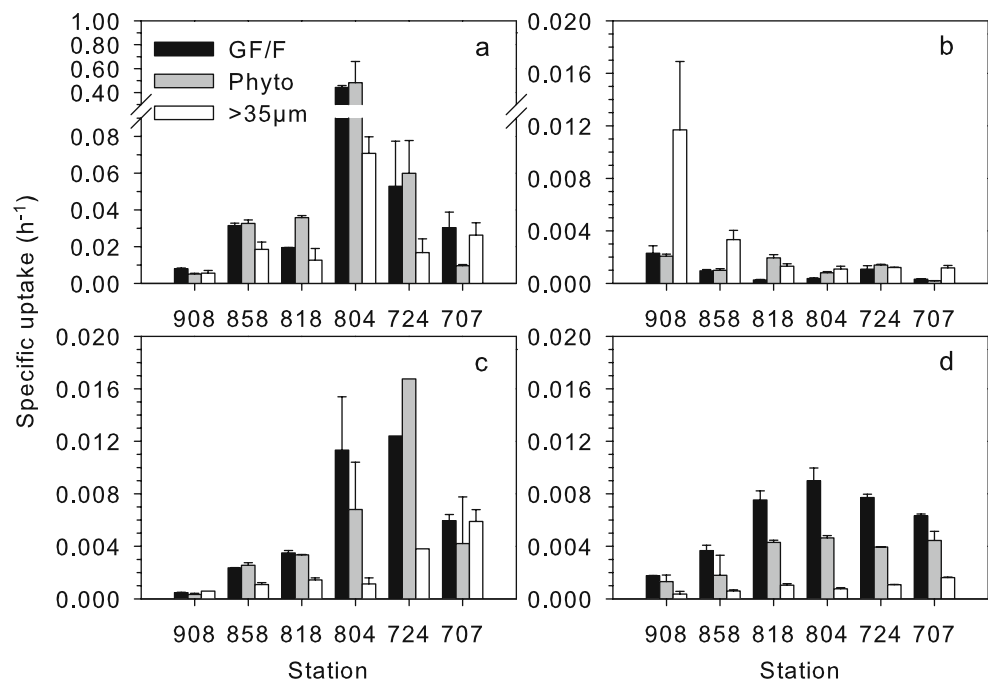 1.00
0.80
0.60
0.40
0.08
0.06
0.04
0.02
0.00
GF/F
Phyto
>35µm
a
908 858 818 804 724 707
0.020
0.016
0.012
0.008
0.004
0.000
b
908 858 818 804 724 707
Specific uptake (h⁻¹)
0.020
0.016
0.012
0.008
0.004
0.000
c
908 858 818 804 724 707
Station
0.020
0.016
0.012
0.008
0.004
0.000
d
908 858 818 804 724 707
Station